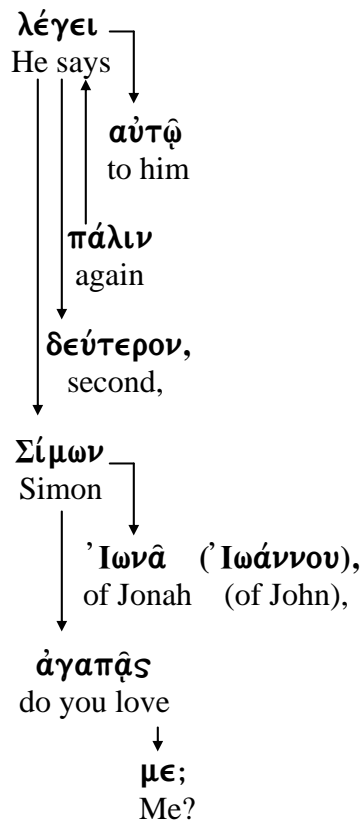 λέγει
He says
αὐτῷ
to him
πάλιν
again
δεύτερον,
second,
Σίμων
Simon
Ἰωνᾶ (Ἰωάννου),
of Jonah (of John),
ἀγαπᾷς
do you love
με;
Me?